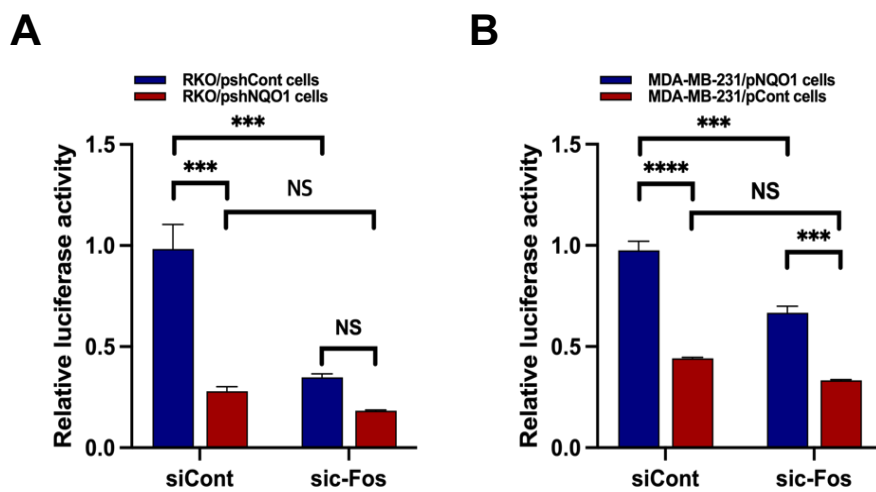 A
RKO/pshCont cells
RKO/pshNQO1 cells
Relative luciferase activity
1.5
1.0
0.5
0.0
***
***
NS
NS
siCont sic-Fos
B
MDA-MB-231/pNQO1 cells
MDA-MB-231/pCont cells
Relative luciferase activity
1.5
1.0
0.5
0.0
***
****
NS
***
siCont sic-Fos